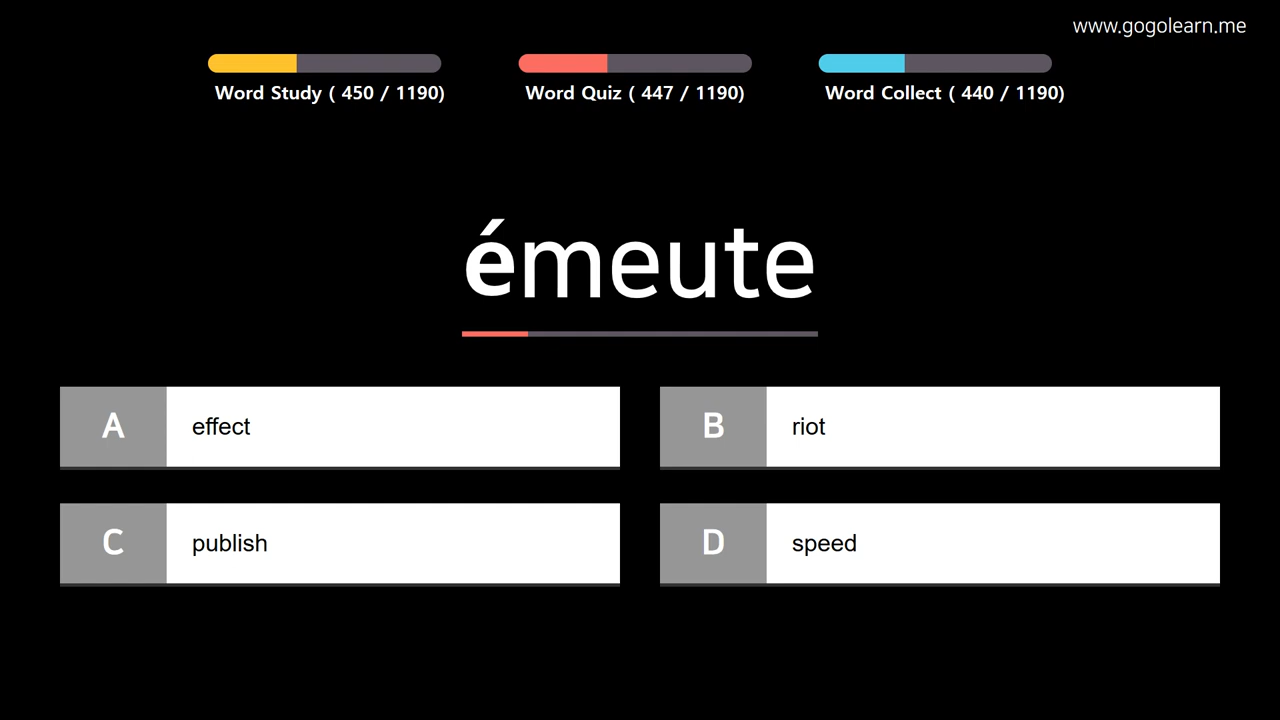 www.gogolearn.me
Word Study ( 450 / 1190)
Word Quiz ( 447 / 1190)
Word Collect ( 440 / 1190)
émeute
A effect
B riot
C publish
D speed